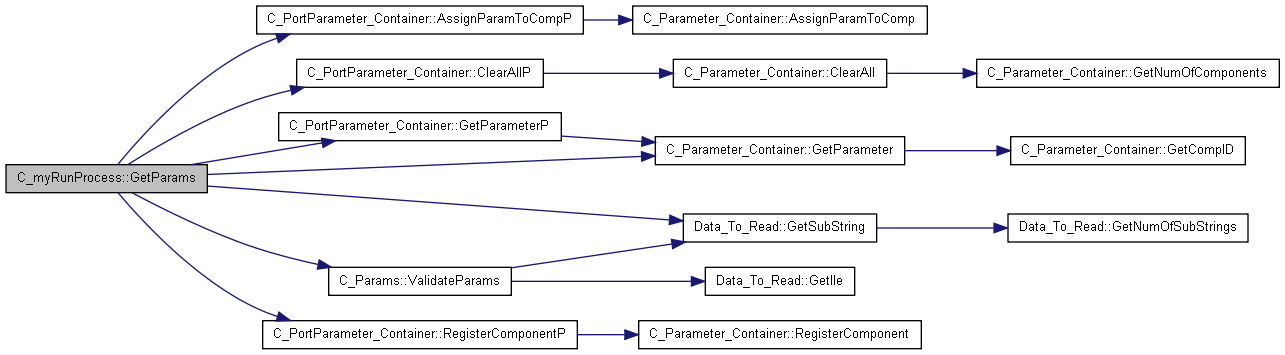 C_PortParameter_Container::AssignParamToCompP
C_Parameter_Container::AssignParamToComp
C_PortParameter_Container::ClearAllP
C_Parameter_Container::ClearAll
C_Parameter_Container::GetNumOfComponents
C_PortParameter_Container::GetParameterP
C_Parameter_Container::GetParameter
C_Parameter_Container::GetCompID
C_myRunProcess::GetParams
Data_To_Read::GetSubString
Data_To_Read::GetNumOfSubStrings
C_Params::ValidateParams
Data_To_Read::GetIle
C_PortParameter_Container::RegisterComponentP
C_Parameter_Container::RegisterComponent